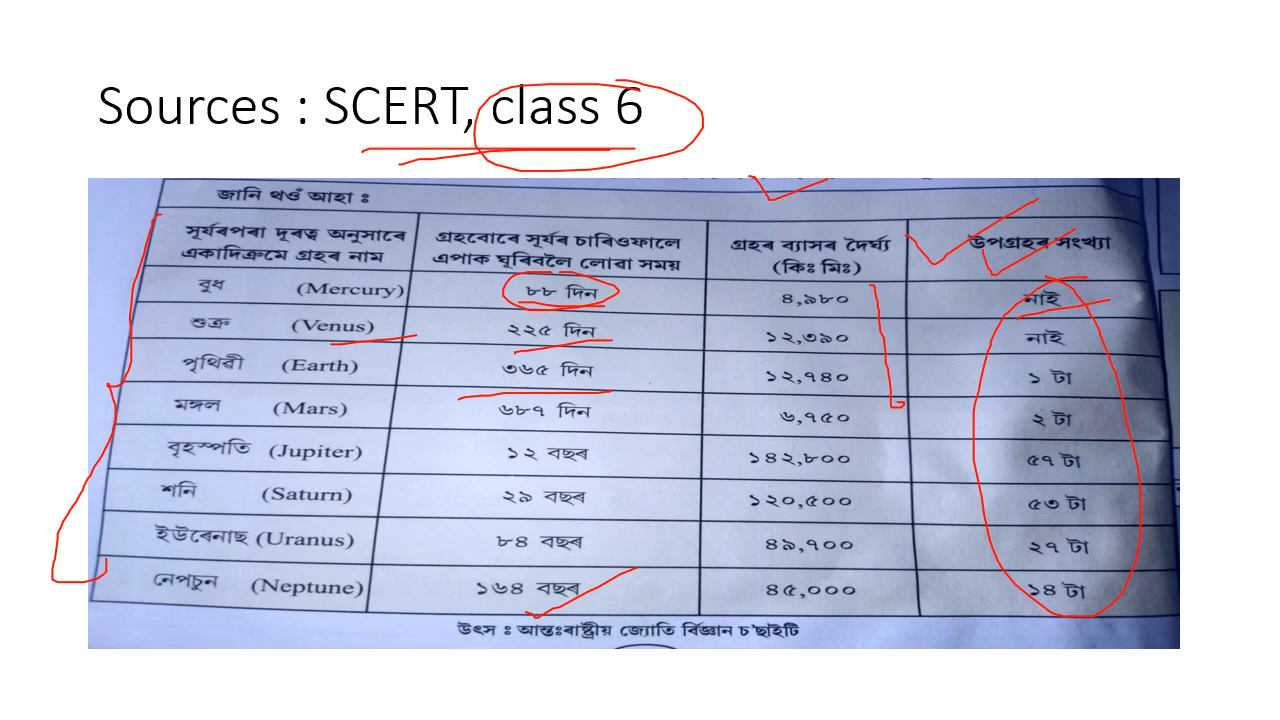 Sources : SCERT, class 6
জানি থওঁ আহা ঃ
সূৰ্যৰপৰা দূৰত্ব অনুসাৰে একাদিক্ৰমে গ্ৰহৰ নাম গ্ৰহবোৰে সূৰ্যৰ চাৰিওফালে এপাক ঘূৰিবলৈ লোৱা সময় গ্ৰহৰ ব্যাসৰ দৈৰ্ঘ্য (কিঃ মিঃ) উপগ্ৰহৰ সংখ্যা
বুধ (Mercury) ৮৮ দিন ৪,৯৮০ নাই
শুক্ৰ (Venus) ২২৫ দিন ১২,৩৯০ নাই
পৃথিৱী (Earth) ৩৬৫ দিন ১২,৭৪০ ১ টা
মঙ্গল (Mars) ৬৮৭ দিন ৬,৭৫০ ২ টা
বৃহস্পতি (Jupiter) ১২ বছৰ ১৪২,৮০০ ৫৭ টা
শনি (Saturn) ২৯ বছৰ ১২০,৫০০ ৫৩ টা
ইউৰেনাছ (Uranus) ৮৪ বছৰ ৪৯,১০০ ২৭ টা
নেপচুন (Neptune) ১৬৪ বছৰ ৪৫,০০০ ১৪ টা
উৎস ঃ আন্তঃৰাষ্ট্ৰীয় জ্যোতি ৰ্বিজ্ঞান চ'ছাইটি